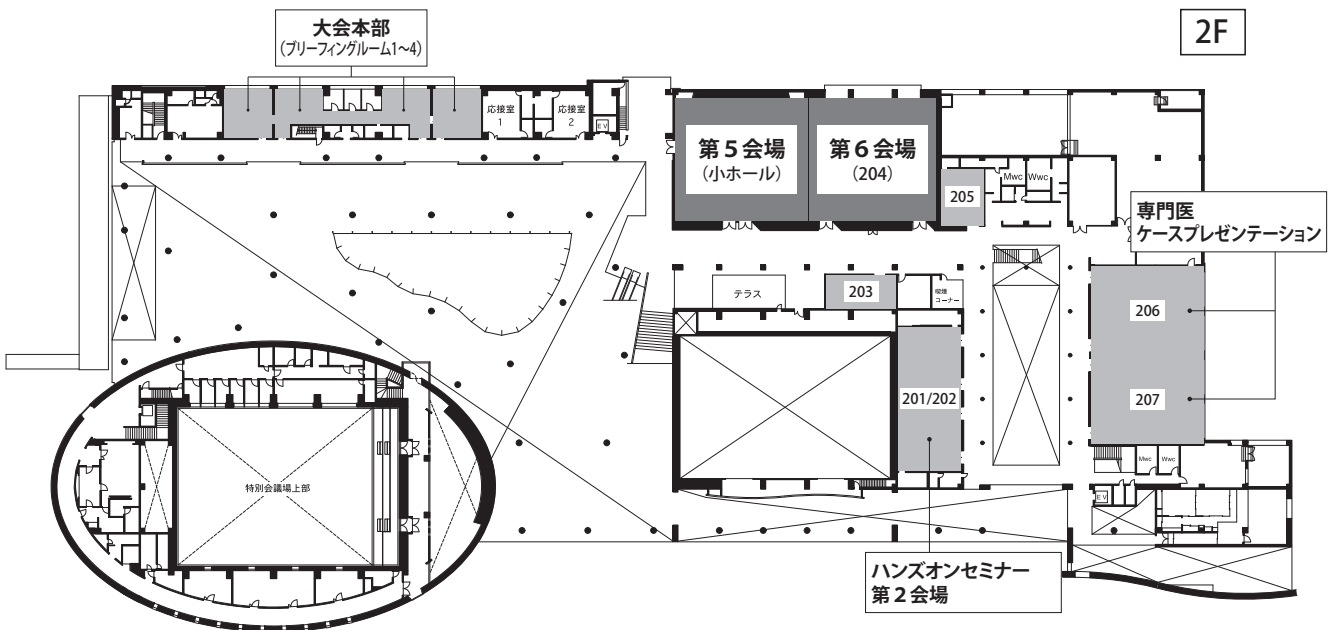 2F
大会本部
(ブリーフィングルーム1~4)
応接室
1
応接室
2
EV
第5会場
(小ホール)
第6会場
(204)
205
Mwc
Wwc
専門医
ケースプレゼンテーション
テラス
203
喫煙
コーナー
206
201/202
207
特別会議場上部
Mwc
Wwc
EV
ハンズオンセミナー
第2会場